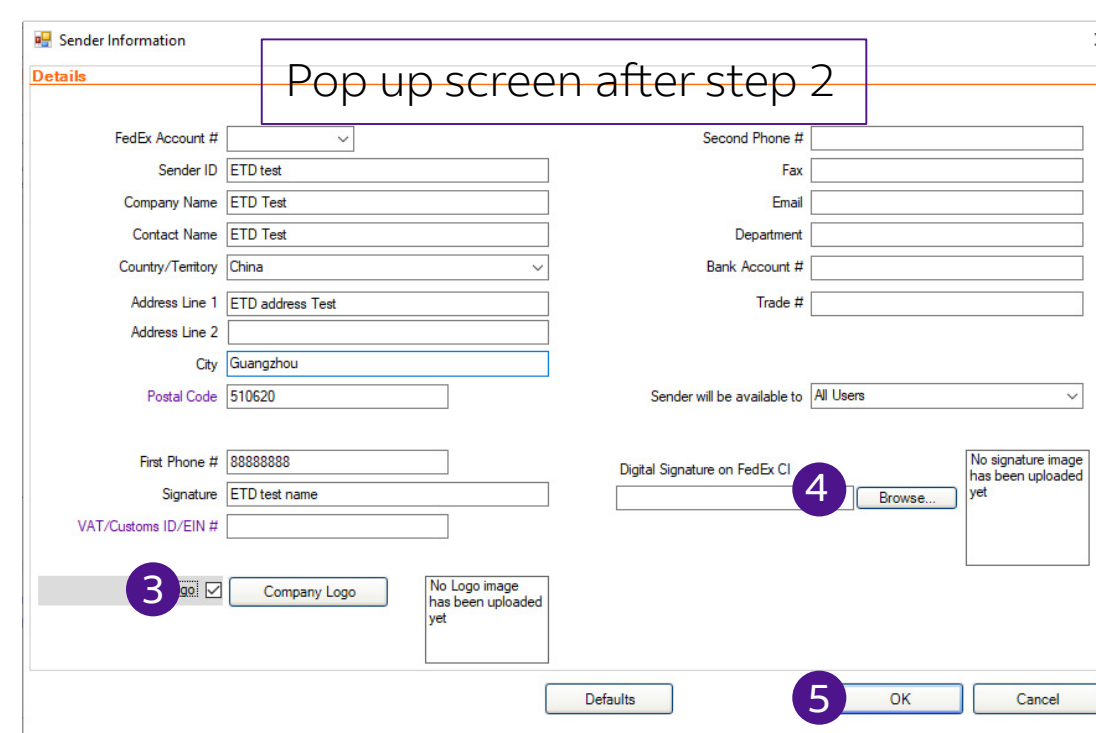 Sender Information
Pop up screen after step 2
Details
FedEx Account #
Second Phone #
Sender ID ETD test
Fax
Company Name ETD Test
Email
Contact Name ETD Test
Department
Country/Territory China
Bank Account #
Address Line 1 ETD address Test
Trade #
Address Line 2
City Guangzhou
Postal Code 510620
Sender will be available to All Users
First Phone # 88888888
Digital Signature on FedEx CI
4
Browse...
No signature image
has been uploaded
yet
Signature ETD test name
VAT/Customs ID/EIN #
3
Company Logo
No Logo image
has been uploaded
yet
Defaults
5
OK
Cancel